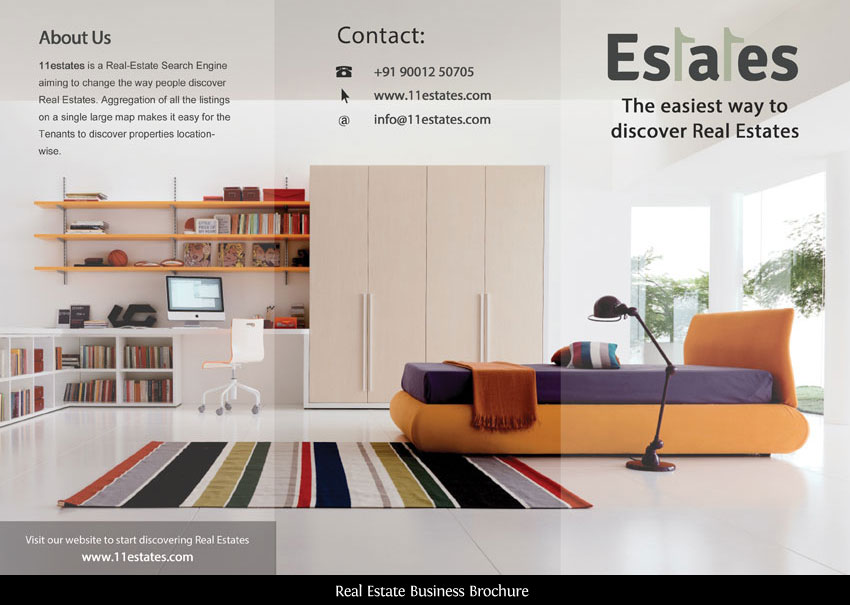 About Us
11estates is a Real-Estate Search Engine
aiming to change the way people discover
Real Estates. Aggregation of all the listings
on a single large map makes it easy for the
Tenants to discover properties location-
wise.
Contact:
+91 90012 50705
www.11estates.com
@ info@11estates.com
Estates
The easiest way to
discover Real Estates
Visit our website to start discovering Real Estates
www.11estates.com
Real Estate Business Brochure